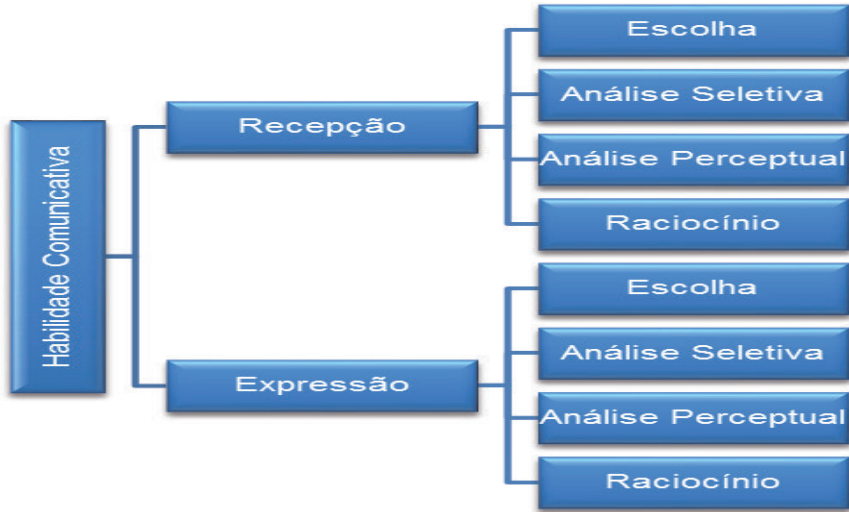 Habilidade Comunicativa
Recepção
Escolha
Análise Seletiva
Análise Perceptual
Raciocínio
Expressão
Escolha
Análise Seletiva
Análise Perceptual
Raciocínio